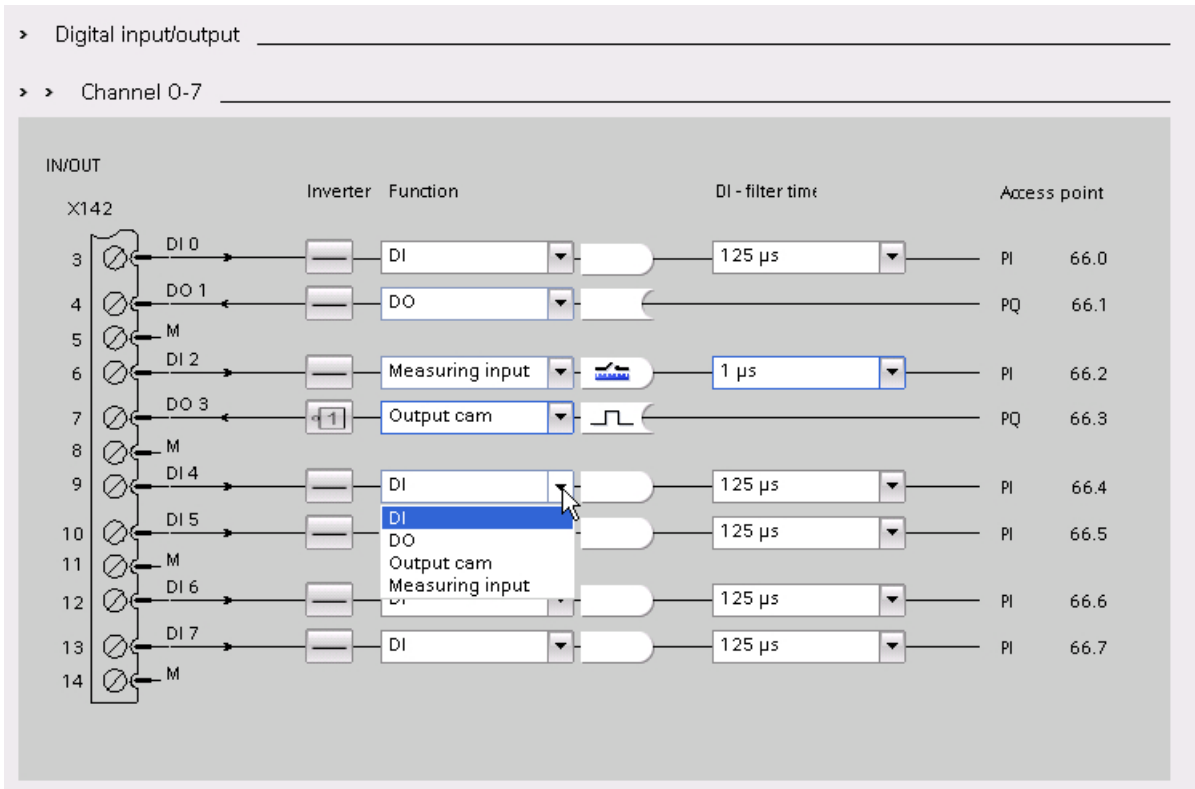 > Digital input/output
> > Channel 0-7
IN/OUT
Inverter Function DI - filter time Access point
X142
3 DI 0 DI 125 µs PI 66.0
4 DO 1 DO PQ 66.1
5 M
6 DI 2 Measuring input 1 µs PI 66.2
7 DO 3 1 Output cam PQ 66.3
8 M
9 DI 4 DI 125 µs PI 66.4
DI
10 DI 5 125 µs PI 66.5
DO
11 M
Output cam
Measuring input
12 DI 6 DI 125 µs PI 66.6
13 DI 7 DI 125 µs PI 66.7
14 M